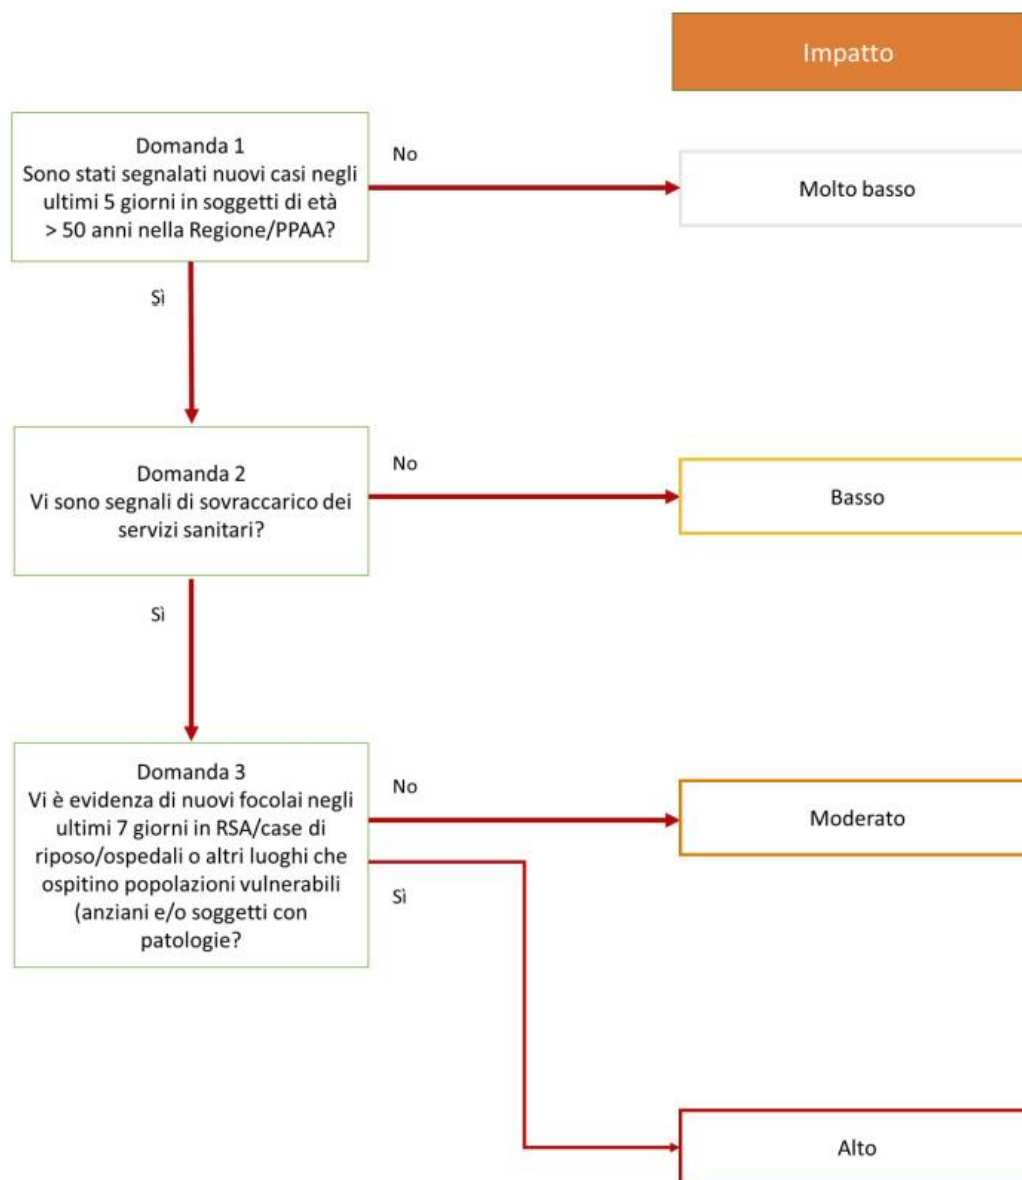 Impatto
Domanda 1
Sono stati segnalati nuovi casi negli
ultimi 5 giorni in soggetti di età
> 50 anni nella Regione/PPAA?
No
Molto basso
Sì
Domanda 2
Vi sono segnali di sovraccarico dei
servizi sanitari?
No
Basso
Sì
Domanda 3
Vi è evidenza di nuovi focolai negli
ultimi 7 giorni in RSA/case di
riposo/ospedali o altri luoghi che
ospitino popolazioni vulnerabili
(anziani e/o soggetti con
patologie?
No
Moderato
Sì
Alto